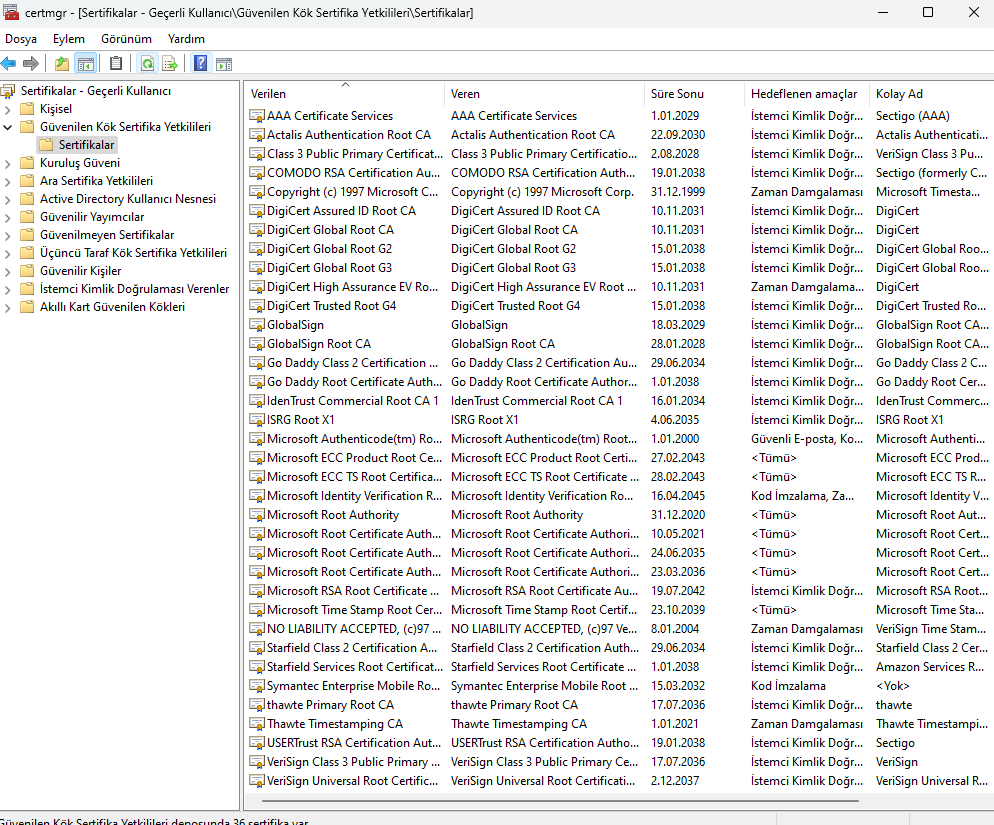 certmgr - [Sertifikalar - Geçerli Kullanıcı\Güvenilen Kök Sertifika Yetkilileri\Sertifikalar]
Dosya Eylem Görünüm Yardım
Sertifikalar - Geçerli Kullanıcı
Kişisel
Güvenilen Kök Sertifika Yetkilileri
Sertifikalar
Kuruluş Güveni
Ara Sertifika Yetkilileri
Active Directory Kullanıcı Nesnesi
Güvenilir Yayımcılar
Güvenilmeyen Sertifikalar
Üçüncü Taraf Kök Sertifika Yetkilileri
Güvenilir Kişiler
İstemci Kimlik Doğrulaması Verenler
Akıllı Kart Güvenilen Kökleri
Verilen Veren Süre Sonu Hedeflenen amaçlar Kolay Ad
AAA Certificate Services AAA Certificate Services 1.01.2029 İstemci Kimlik Doğr... Sectigo (AAA)
Actalis Authentication Root CA Actalis Authentication Root CA 22.09.2030 İstemci Kimlik Doğr... Actalis Authenticati...
Class 3 Public Primary Certificat... Class 3 Public Primary Certificatio... 2.08.2028 İstemci Kimlik Doğr... VeriSign Class 3 Pu...
COMODO RSA Certification Au... COMODO RSA Certification Auth... 19.01.2038 İstemci Kimlik Doğr... Sectigo (formerly C...
Copyright (c) 1997 Microsoft C... Copyright (c) 1997 Microsoft Corp. 31.12.1999 Zaman Damgalaması Microsoft Timesta...
DigiCert Assured ID Root CA DigiCert Assured ID Root CA 10.11.2031 İstemci Kimlik Doğr... DigiCert
DigiCert Global Root CA DigiCert Global Root CA 10.11.2031 İstemci Kimlik Doğr... DigiCert
DigiCert Global Root G2 DigiCert Global Root G2 15.01.2038 İstemci Kimlik Doğr... DigiCert Global Roo...
DigiCert Global Root G3 DigiCert Global Root G3 15.01.2038 İstemci Kimlik Doğr... DigiCert Global Roo...
DigiCert High Assurance EV Ro... DigiCert High Assurance EV Root ... 10.11.2031 Zaman Damgalama... DigiCert
DigiCert Trusted Root G4 DigiCert Trusted Root G4 15.01.2038 İstemci Kimlik Doğr... DigiCert Trusted Ro...
GlobalSign GlobalSign 18.03.2029 İstemci Kimlik Doğr... GlobalSign Root CA...
GlobalSign Root CA GlobalSign Root CA 28.01.2028 İstemci Kimlik Doğr... GlobalSign Root CA...
Go Daddy Class 2 Certification ... Go Daddy Class 2 Certification Au... 29.06.2034 İstemci Kimlik Doğr... Go Daddy Class 2 C...
Go Daddy Root Certificate Auth... Go Daddy Root Certificate Author... 1.01.2038 İstemci Kimlik Doğr... Go Daddy Root Cer...
IdenTrust Commercial Root CA 1 IdenTrust Commercial Root CA 1 16.01.2034 İstemci Kimlik Doğr... IdenTrust Commerc...
ISRG Root X1 ISRG Root X1 4.06.2035 İstemci Kimlik Doğr... ISRG Root X1
Microsoft Authenticode(tm) Ro... Microsoft Authenticode(tm) Root... 1.01.2000 Güvenli E-posta, Ko... Microsoft Authenti...
Microsoft ECC Product Root Ce... Microsoft ECC Product Root Certi... 27.02.2043 <Tümü> Microsoft ECC Prod...
Microsoft ECC TS Root Certifica... Microsoft ECC TS Root Certificate ... 28.02.2043 <Tümü> Microsoft ECC TS R...
Microsoft Identity Verification R... Microsoft Identity Verification Ro... 16.04.2045 Kod İmzalama, Za... Microsoft Identity V...
Microsoft Root Authority Microsoft Root Authority 31.12.2020 <Tümü> Microsoft Root Aut...
Microsoft Root Certificate Auth... Microsoft Root Certificate Authori... 10.05.2021 <Tümü> Microsoft Root Cert...
Microsoft Root Certificate Auth... Microsoft Root Certificate Authori... 24.06.2035 <Tümü> Microsoft Root Cert...
Microsoft Root Certificate Auth... Microsoft Root Certificate Authori... 23.03.2036 <Tümü> Microsoft Root Cert...
Microsoft RSA Root Certificate ... Microsoft RSA Root Certificate Au... 19.07.2042 İstemci Kimlik Doğr... Microsoft RSA Root...
Microsoft Time Stamp Root Cer... Microsoft Time Stamp Root Certif... 23.10.2039 <Tümü> Microsoft Time Sta...
NO LIABILITY ACCEPTED, (c)97 ... NO LIABILITY ACCEPTED, (c)97 Ve... 8.01.2004 Zaman Damgalaması VeriSign Time Stam...
Starfield Class 2 Certification A... Starfield Class 2 Certification Auth... 29.06.2034 İstemci Kimlik Doğr... Starfield Class 2 Cer...
Starfield Services Root Certificat... Starfield Services Root Certificate ... 1.01.2038 İstemci Kimlik Doğr... Amazon Services R...
Symantec Enterprise Mobile Ro... Symantec Enterprise Mobile Root ... 15.03.2032 Kod İmzalama <Yok>
thawte Primary Root CA thawte Primary Root CA 17.07.2036 İstemci Kimlik Doğr... thawte
Thawte Timestamping CA Thawte Timestamping CA 1.01.2021 Zaman Damgalaması Thawte Timestampi...
USERTrust RSA Certification Aut... USERTrust RSA Certification Autho... 19.01.2038 İstemci Kimlik Doğr... Sectigo
VeriSign Class 3 Public Primary ... VeriSign Class 3 Public Primary Ce... 17.07.2036 İstemci Kimlik Doğr... VeriSign
VeriSign Universal Root Certific... VeriSign Universal Root Certificati... 2.12.2037 İstemci Kimlik Doğr... VeriSign Universal R...
Güvenilen Kök Sertifika Yetkilileri deposunda 36 sertifika var.